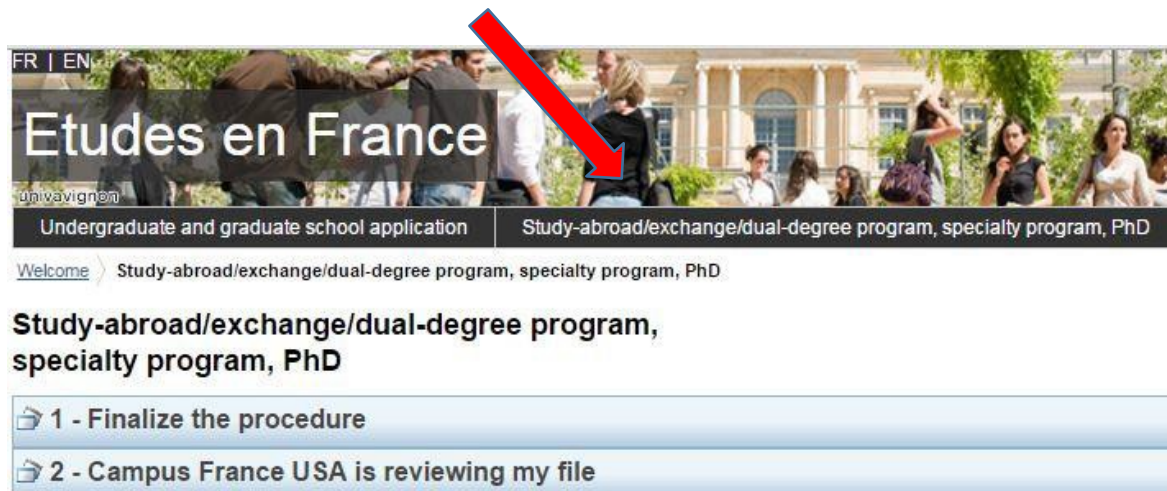 FR | EN
Etudes en France
univavignon
Undergraduate and graduate school application
Study-abroad/exchange/dual-degree program, specialty program, PhD
Welcome
Study-abroad/exchange/dual-degree program, specialty program, PhD
Study-abroad/exchange/dual-degree program,
specialty program, PhD
1 - Finalize the procedure
2 - Campus France USA is reviewing my file